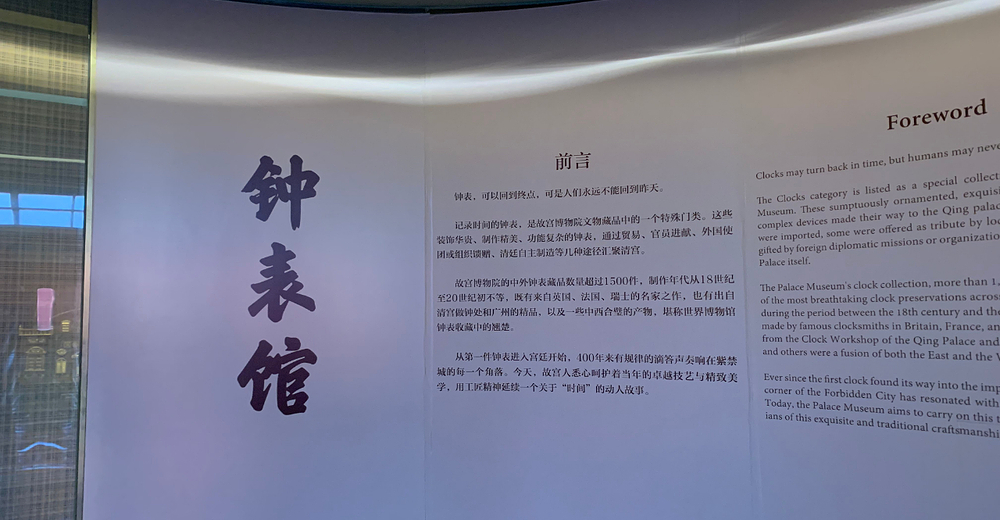 钟表馆
前言
钟表，可以回到终点，可是人们永远不能回到昨天。
记录时间的钟表，是故宫博物院文物藏品中的一个特殊门类。这些
装饰华贵、制作精美、功能复杂的钟表，通过贸易、官员进献、外国使
团或组织馈赠，清廷自主制造等几种途径汇聚清宫。
故宫博物院的中外钟表藏品数量超过1500件，制作年代从18世纪
至20世纪初不等，既有来自英国、法国、瑞士的名家之作，也有出自
清宫做钟处和广州的精品，以及一些中西合璧的产物，堪称世界博物馆
钟表收藏中的翘楚。
从第一件钟表进入宫廷开始，400年来有规律的滴答声奏响在紫禁
城的每一个角落。今天，故宫人悉心呵护着当年的卓越技艺与精致美
学，用工匠精神延续一个关于“时间”的动人故事。
Foreword
Clocks may turn back in time, but humans may neve
The Clocks category is listed as a special collect
Museum. These sumptuously ornamented, exquis
complex devices made their way to the Qing palac
were imported, some were offered as tribute by lo
gifted by foreign diplomatic missions or organizatio
Palace itself.
The Palace Museum's clock collection, more than 1,
of the most breathtaking clock preservations across
during the period between the 18th century and the
made by famous clocksmiths in Britain, France, an
from the Clock Workshop of the Qing Palace and
and others were a fusion of both the East and the W
Ever since the first clock found its way into the imp
corner of the Forbidden City has resonated with
Today, the Palace Museum aims to carry on this t
ians of this exquisite and traditional craftsmanshi